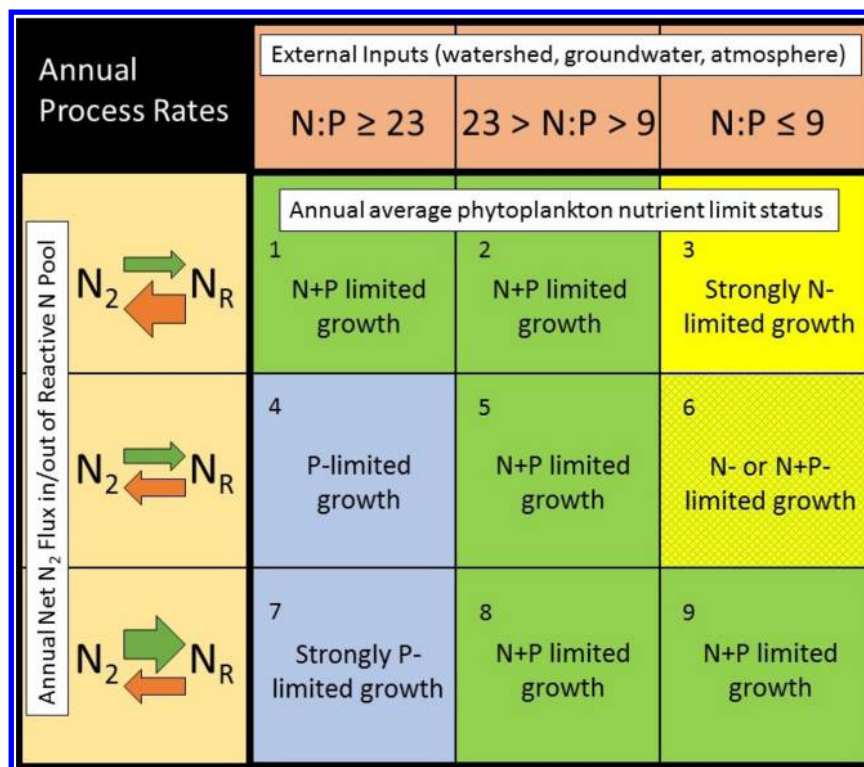 Annual
Process Rates
External Inputs (watershed, groundwater, atmosphere)
N:P ≥ 23
23 > N:P > 9
N:P ≤ 9
Annual Net N₂ Flux in/out of Reactive N Pool
Annual average phytoplankton nutrient limit status
N₂ N_R
1
N+P limited
growth
2
N+P limited
growth
3
Strongly N-
limited growth
N₂ N_R
4
P-limited
growth
5
N+P limited
growth
6
N- or N+P-
limited growth
N₂ N_R
7
Strongly P-
limited growth
8
N+P limited
growth
9
N+P limited
growth